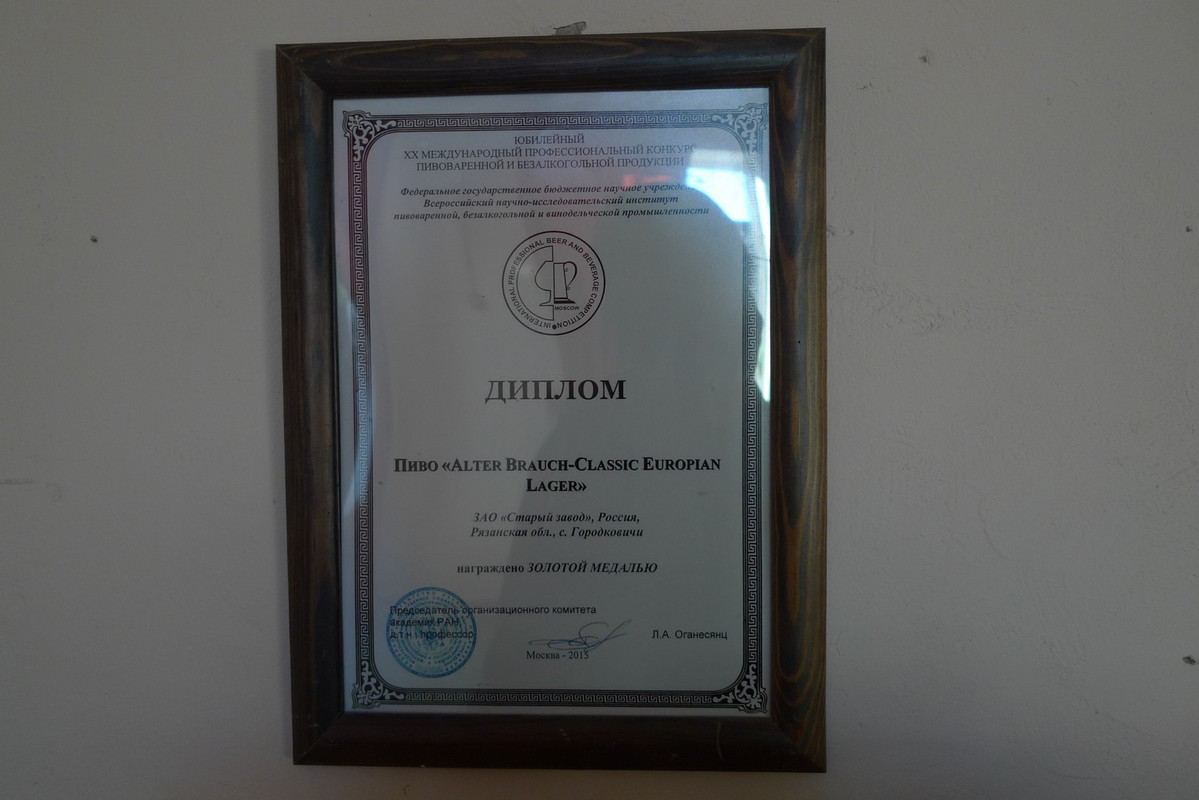 ЮБИЛЕЙНЫЙ
XX МЕЖДУНАРОДНЫЙ ПРОФЕССИОНАЛЬНЫЙ КОНКУРС
ПИВОВАРЕННОЙ И БЕЗАЛКОГОЛЬНОЙ ПРОДУКЦИИ
Федеральное государственное бюджетное научное
Всероссийский научно-исследовательский институт
пивоваренной, безалкогольной и винодельческой промышленности
INTERNATIONAL PROFESSIONAL BEER AND BEVERAGE COMPETITION
MOSCOW
ДИПЛОМ
ПИВО «ALTER BRAUCH-CLASSIC EUROPIAN
LAGER»
ЗАО «Старый завод», Россия,
Рязанская обл., с. Городковичи
награждено ЗОЛОТОЙ МЕДАЛЬЮ
Председатель организационного комитета
академик РАН,
д.т.н., профессор
Л.А. Оганесянц
Москва - 2015